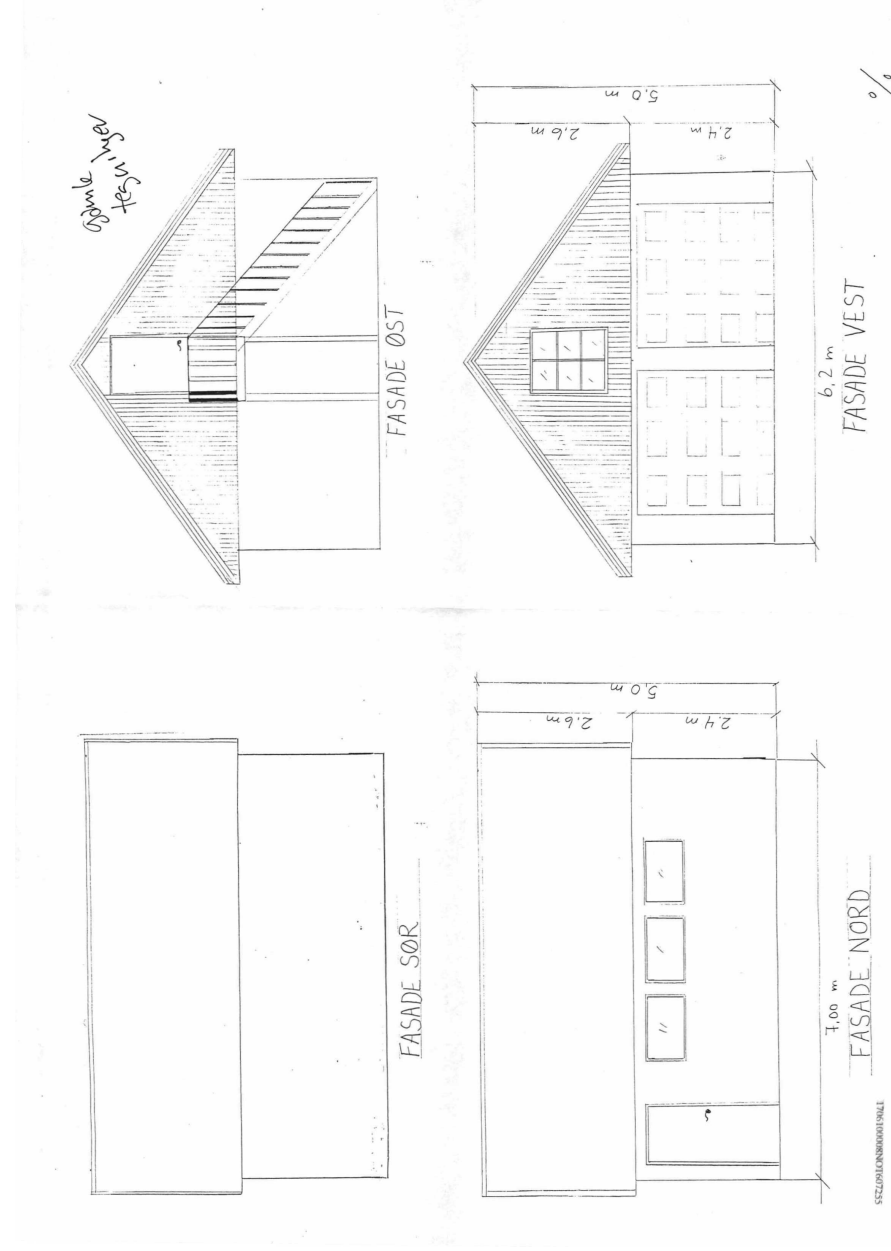 gamle
tegninger
FASADE ØST
5,0 m
2,6 m
2,4 m
6,2 m
FASADE VEST
FASADE SØR
5,0 m
2,6 m
2,4 m
7,00 m
FASADE NORD